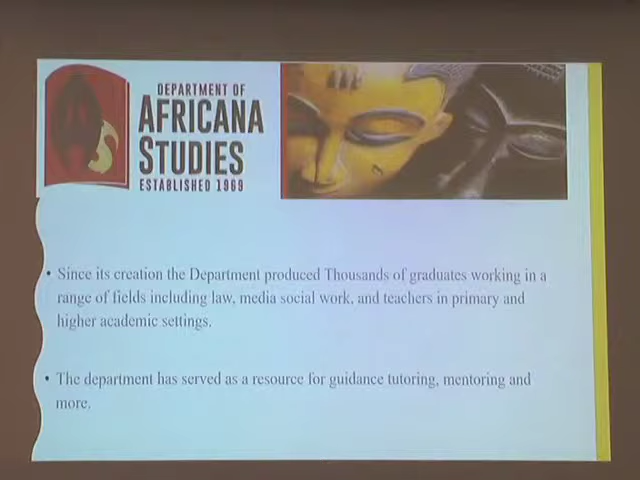 DEPARTMENT OF
AFRICANA
STUDIES
ESTABLISHED 1969
• Since its creation the Department produced Thousands of graduates working in a
range of fields including law, media social work, and teachers in primary and
higher academic settings.
• The department has served as a resource for guidance tutoring, mentoring and
more.